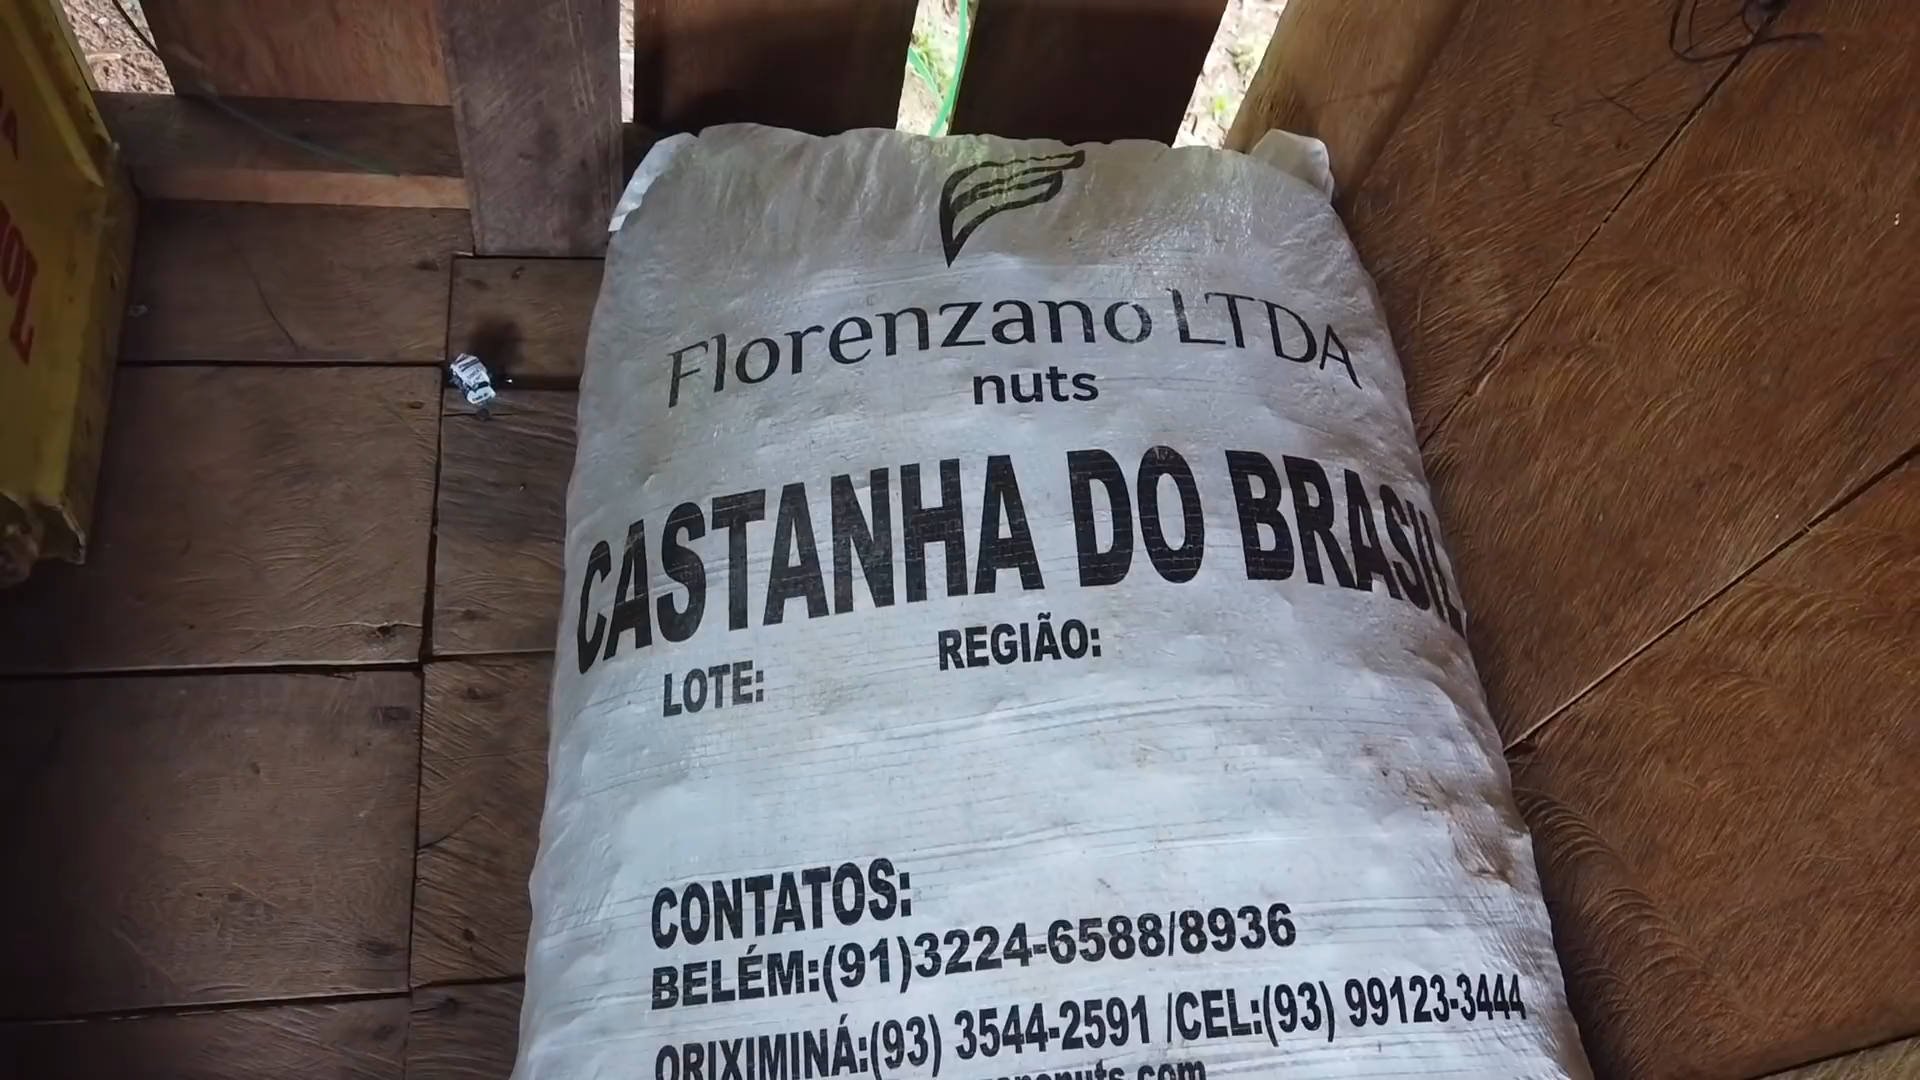 Florenzano LTDA
nuts
CASTANHA DO BRASIL
LOTE:
REGIÃO:
CONTATOS:
BELÉM:(91)3224-6588/8936
ORIXIMINÁ:(93) 3544-2591 /CEL:(93) 99123-3444